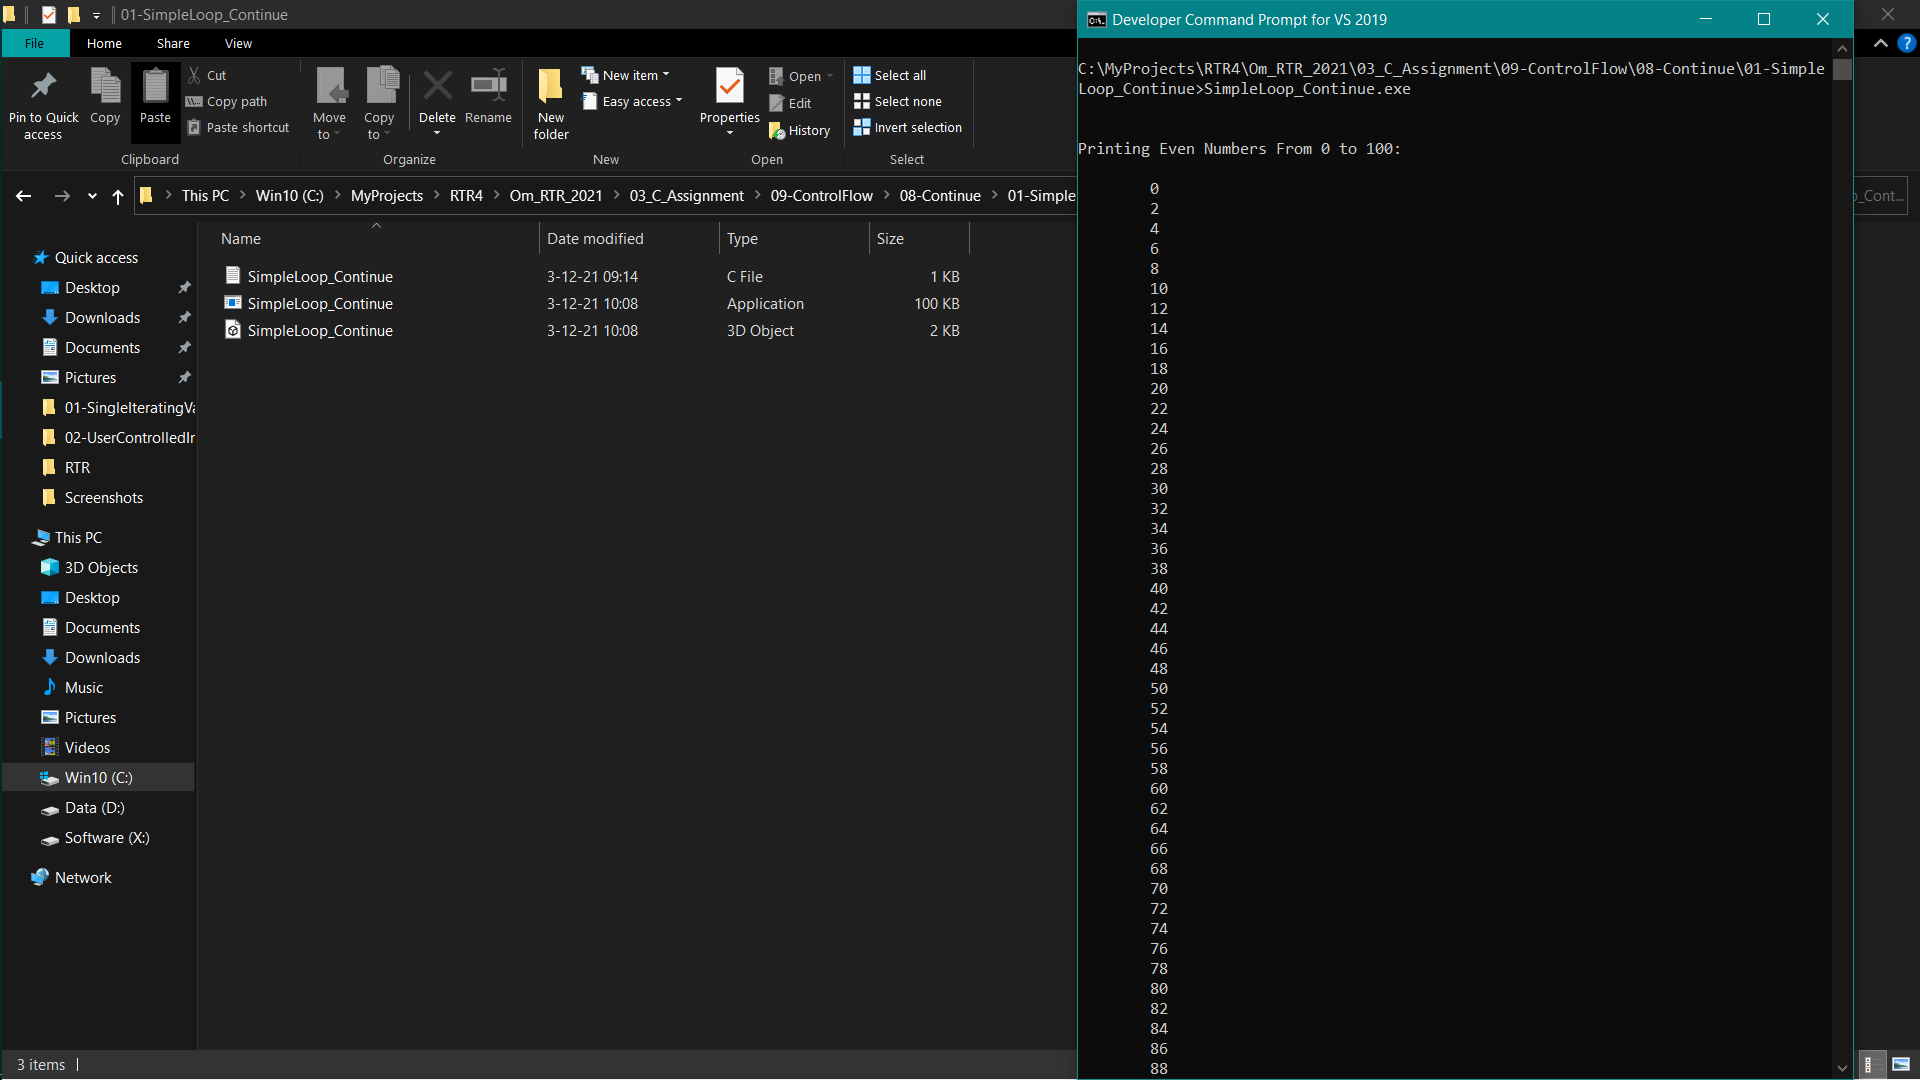 01-SimpleLoop_Continue
File Home Share View
Pin to Quick access
Copy
Paste
Cut
Copy path
Paste shortcut
Clipboard
Move to
Copy to
Delete
Rename
Organize
New folder
New item
Easy access
New
Properties
Open
Edit
History
Open
Select all
Select none
Invert selection
Select
This PC Win10 (C:) MyProjects RTR4 Om_RTR_2021 03_C_Assignment 09-ControlFlow 08-Continue 01-Simple
p_Cont...
Quick access
Desktop
Downloads
Documents
Pictures
01-SingleIteratingVa
02-UserControlledIn
RTR
Screenshots
This PC
3D Objects
Desktop
Documents
Downloads
Music
Pictures
Videos
Win10 (C:)
Data (D:)
Software (X:)
Network
Name Date modified Type Size
SimpleLoop_Continue 3-12-21 09:14 C File 1 KB
SimpleLoop_Continue 3-12-21 10:08 Application 100 KB
SimpleLoop_Continue 3-12-21 10:08 3D Object 2 KB
3 items
Developer Command Prompt for VS 2019
C:\MyProjects\RTR4\Om_RTR_2021\03_C_Assignment\09-ControlFlow\08-Continue\01-Simple
Loop_Continue>SimpleLoop_Continue.exe
Printing Even Numbers From 0 to 100:
0
2
4
6
8
10
12
14
16
18
20
22
24
26
28
30
32
34
36
38
40
42
44
46
48
50
52
54
56
58
60
62
64
66
68
70
72
74
76
78
80
82
84
86
88